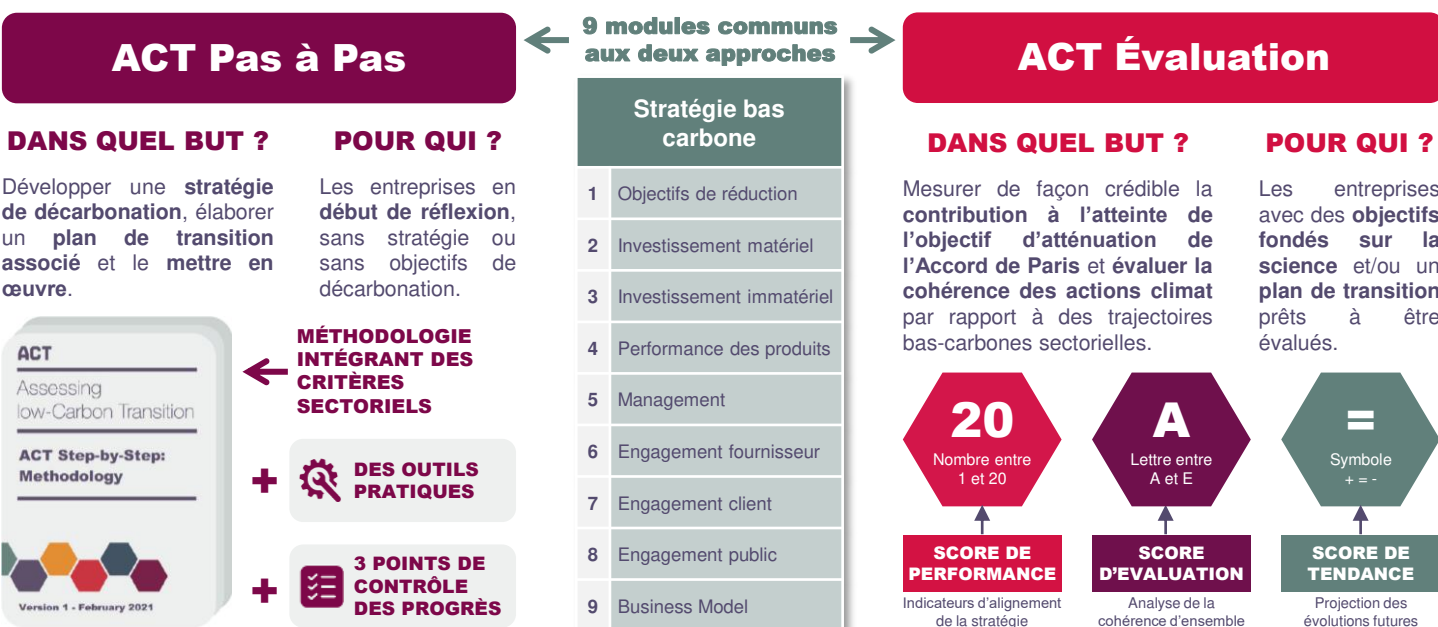 ACT Pas à Pas
DANS QUEL BUT ?
Développer une stratégie
de décarbonation, élaborer
un plan de transition
associé et le mettre en
œuvre.
POUR QUI ?
Les entreprises en
début de réflexion,
sans stratégie ou
sans objectifs de
décarbonation.
ACT
Assessing
low-Carbon Transition
ACT Step-by-Step:
Methodology
Version 1 - February 2021
MÉTHODOLOGIE
INTÉGRANT DES
CRITÈRES
SECTORIELS
+
DES OUTILS
PRATIQUES
+
3 POINTS DE
CONTRÔLE
DES PROGRÈS
9 modules communs
aux deux approches
Stratégie bas
carbone
1 Objectifs de réduction
2 Investissement matériel
3 Investissement immatériel
4 Performance des produits
5 Management
6 Engagement fournisseur
7 Engagement client
8 Engagement public
9 Business Model
ACT Évaluation
DANS QUEL BUT ?
Mesurer de façon crédible la
contribution à l'atteinte de
l'objectif d'atténuation de
l'Accord de Paris et évaluer la
cohérence des actions climat
par rapport à des trajectoires
bas-carbones sectorielles.
POUR QUI ?
Les entreprises
avec des objectifs
fondés sur la
science et/ou un
plan de transition
prêts à être
évalués.
20
Nombre entre
1 et 20
SCORE DE
PERFORMANCE
Indicateurs d'alignement
de la stratégie
A
Lettre entre
A et E
SCORE
D'EVALUATION
Analyse de la
cohérence d'ensemble
=
Symbole
+ = -
SCORE DE
TENDANCE
Projection des
évolutions futures